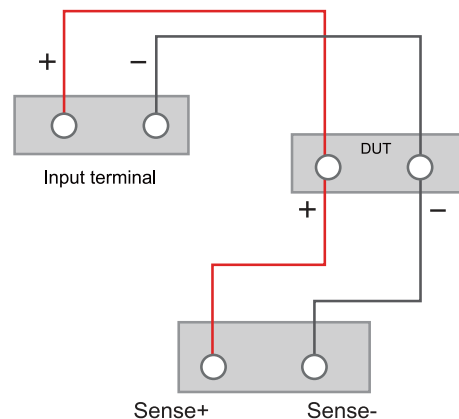 + −
Input terminal
DUT
+ −
Sense+ Sense-